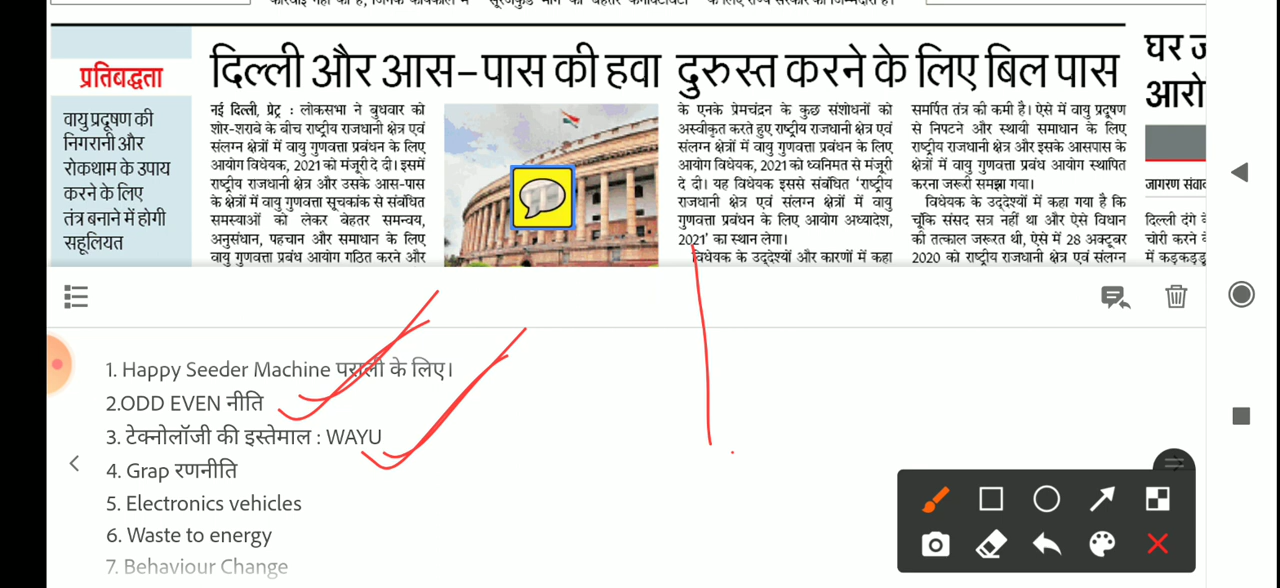 कारवाई नहीं की है, जिनके कार्यकाल में
सूरजकुंड मार्ग की बेहतर कनेक्टिविटी
के लिए राज्य सरकार की जिम्मेदारी है।
प्रतिबद्धता
वायु प्रदूषण की
निगरानी और
रोकथाम के उपाय
करने के लिए
तंत्र बनाने में होगी
सहूलियत
दिल्ली और आस-पास की हवा दुरुस्त करने के लिए बिल पास
नई दिल्ली, प्रेट्र : लोकसभा ने बुधवार को
शोर-शराबे के बीच राष्ट्रीय राजधानी क्षेत्र एवं
संलग्न क्षेत्रों में वायु गुणवत्ता प्रबंधन के लिए
आयोग विधेयक, 2021 को मंजूरी दे दी। इसमें
राष्ट्रीय राजधानी क्षेत्र और उसके आस-पास
के क्षेत्रों में वायु गुणवत्ता सूचकांक से संबंधित
समस्याओं को लेकर बेहतर समन्वय,
अनुसंधान, पहचान और समाधान के लिए
वायु गुणवत्ता प्रबंध आयोग गठित करने और
के एनके प्रेमचंद्रन के कुछ संशोधनों को
अस्वीकृत करते हुए राष्ट्रीय राजधानी क्षेत्र एवं
संलग्न क्षेत्रों में वायु गुणवत्ता प्रबंधन के लिए
आयोग विधेयक, 2021 को ध्वनिमत से मंजूरी
दे दी। यह विधेयक इससे संबंधित 'राष्ट्रीय
राजधानी क्षेत्र एवं संलग्न क्षेत्रों में वायु
गुणवत्ता प्रबंधन के लिए आयोग अध्यादेश,
2021' का स्थान लेगा।
विधेयक के उद्देश्यों और कारणों में कहा
समर्पित तंत्र की कमी है। ऐसे में वायु प्रदूषण
से निपटने और स्थायी समाधान के लिए
राष्ट्रीय राजधानी क्षेत्र और इसके आसपास के
क्षेत्रों में वायु गुणवत्ता प्रबंध आयोग स्थापित
करना जरूरी समझा गया।
विधेयक के उद्देश्यों में कहा गया है कि
चूंकि संसद सत्र नहीं था और ऐसे विधान
की तत्काल जरूरत थी, ऐसे में 28 अक्टूबर
2020 को राष्ट्रीय राजधानी क्षेत्र एवं संलग्न
घर
आरो
जागरण संवा
दिल्ली दंगे
चोरी करने
में कड़कड़डू
1. Happy Seeder Machine पराली के लिए।
2.ODD EVEN नीति
3. टेक्नोलॉजी की इस्तेमाल : WAYU
4. Grap रणनीति
5. Electronics vehicles
6. Waste to energy
7. Behaviour Change